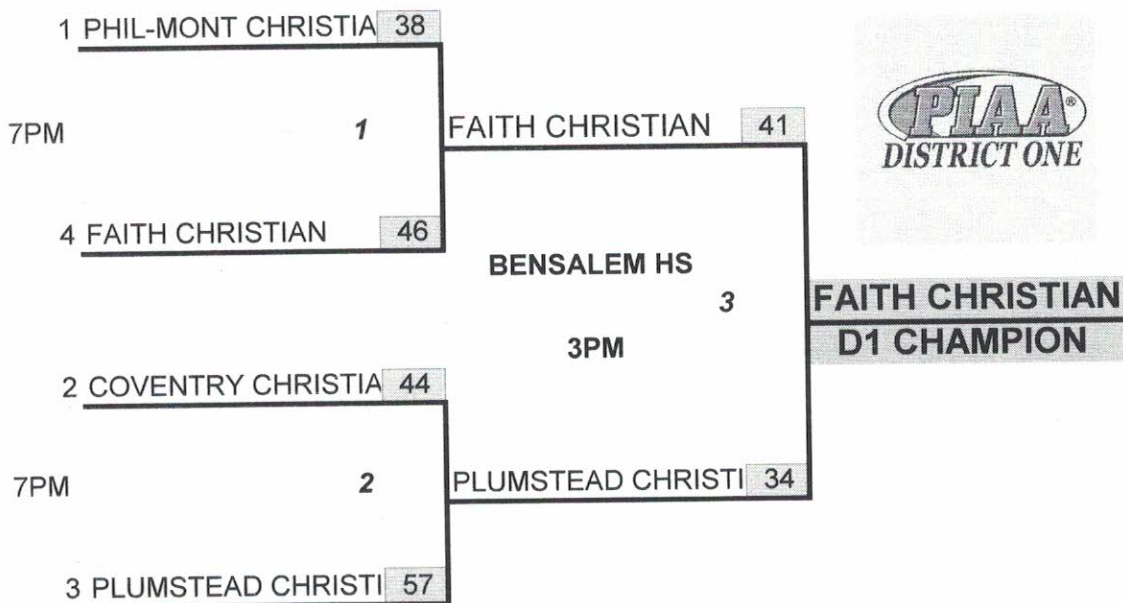 1 PHIL-MONT CHRISTIA 38
7PM
1
FAITH CHRISTIAN 41
PIAA®
DISTRICT ONE
4 FAITH CHRISTIAN 46
BENSALEM HS
3
3PM
FAITH CHRISTIAN
D1 CHAMPION
2 COVENTRY CHRISTIA 44
7PM
2
PLUMSTEAD CHRISTI 34
3 PLUMSTEAD CHRISTI 57